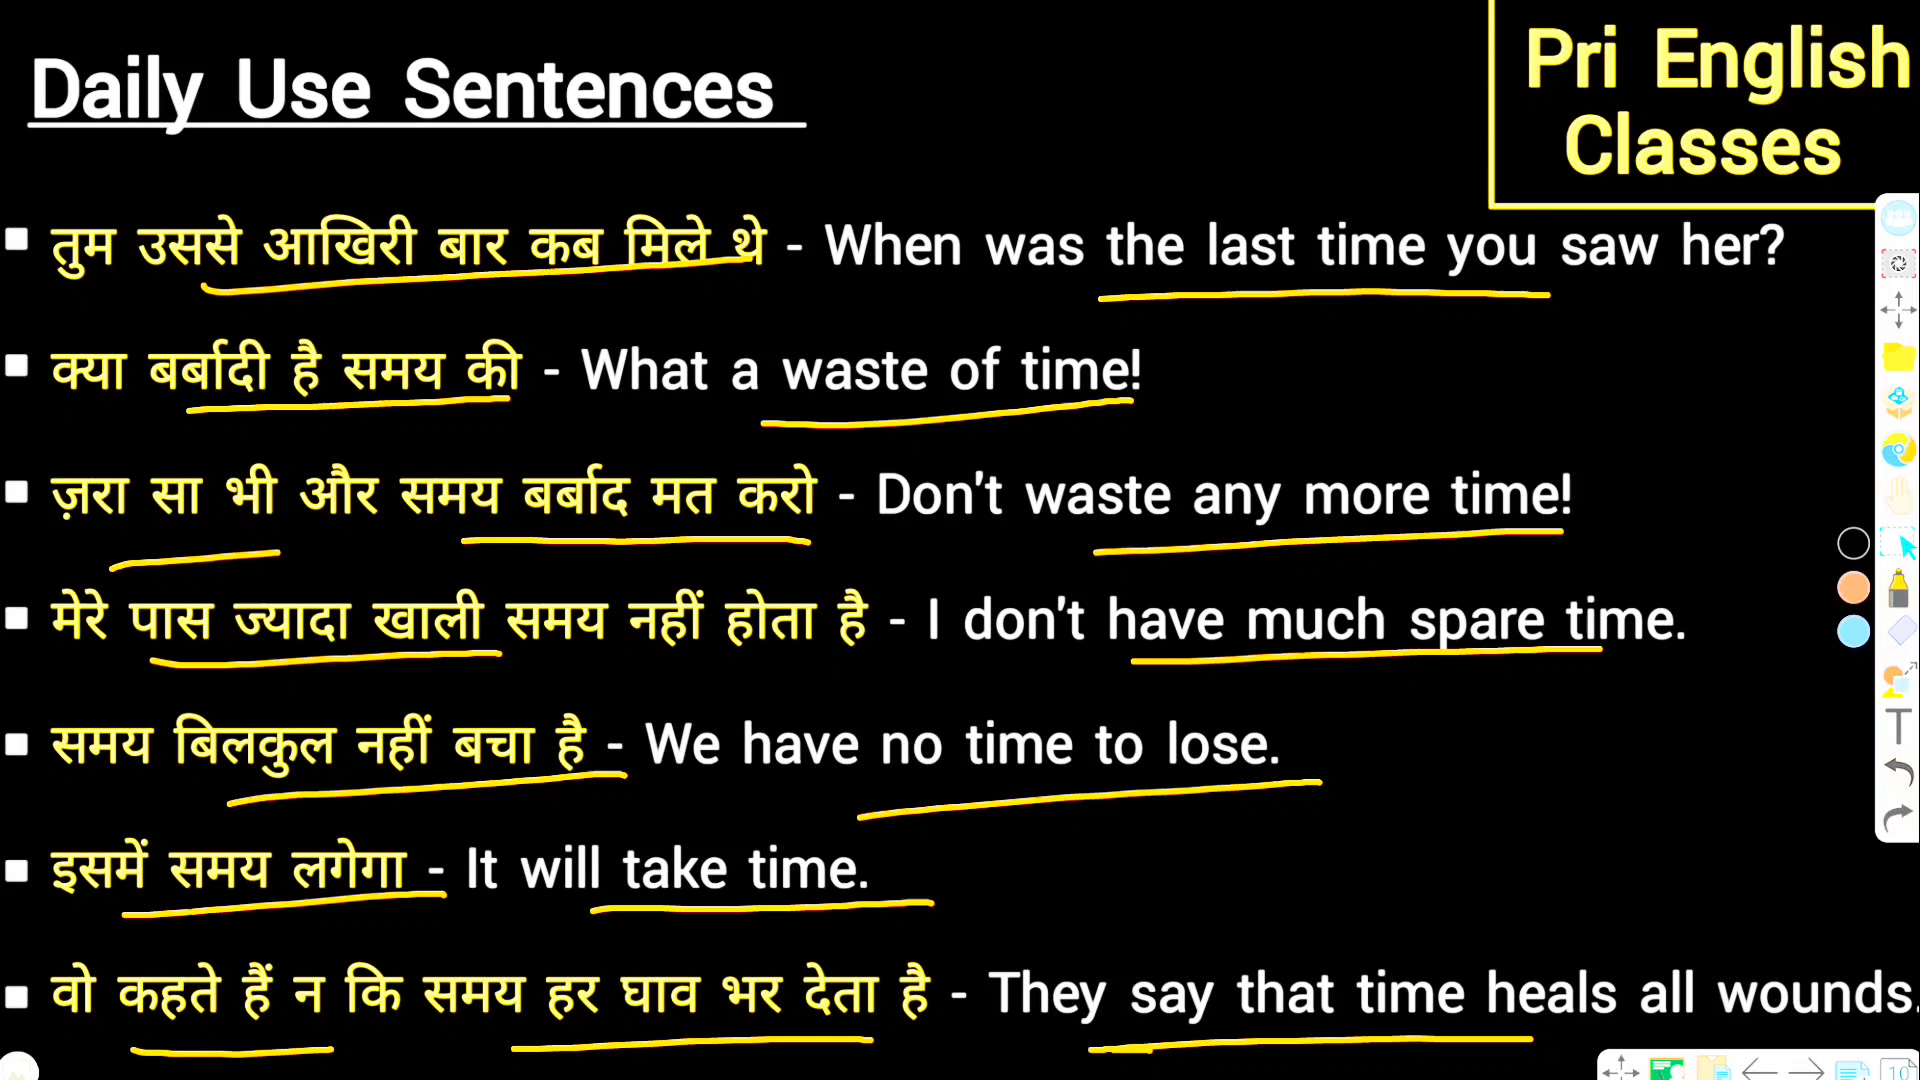 Daily Use Sentences
Pri English
Classes
तुम उससे आखिरी बार कब मिले थे - When was the last time you saw her?
क्या बर्बादी है समय की - What a waste of time!
ज़रा सा भी और समय बर्बाद मत करो - Don't waste any more time!
मेरे पास ज्यादा खाली समय नहीं होता है - I don't have much spare time.
समय बिलकुल नहीं बचा है - We have no time to lose.
इसमें समय लगेगा - It will take time.
वो कहते हैं न कि समय हर घाव भर देता है - They say that time heals all wounds.
T
10